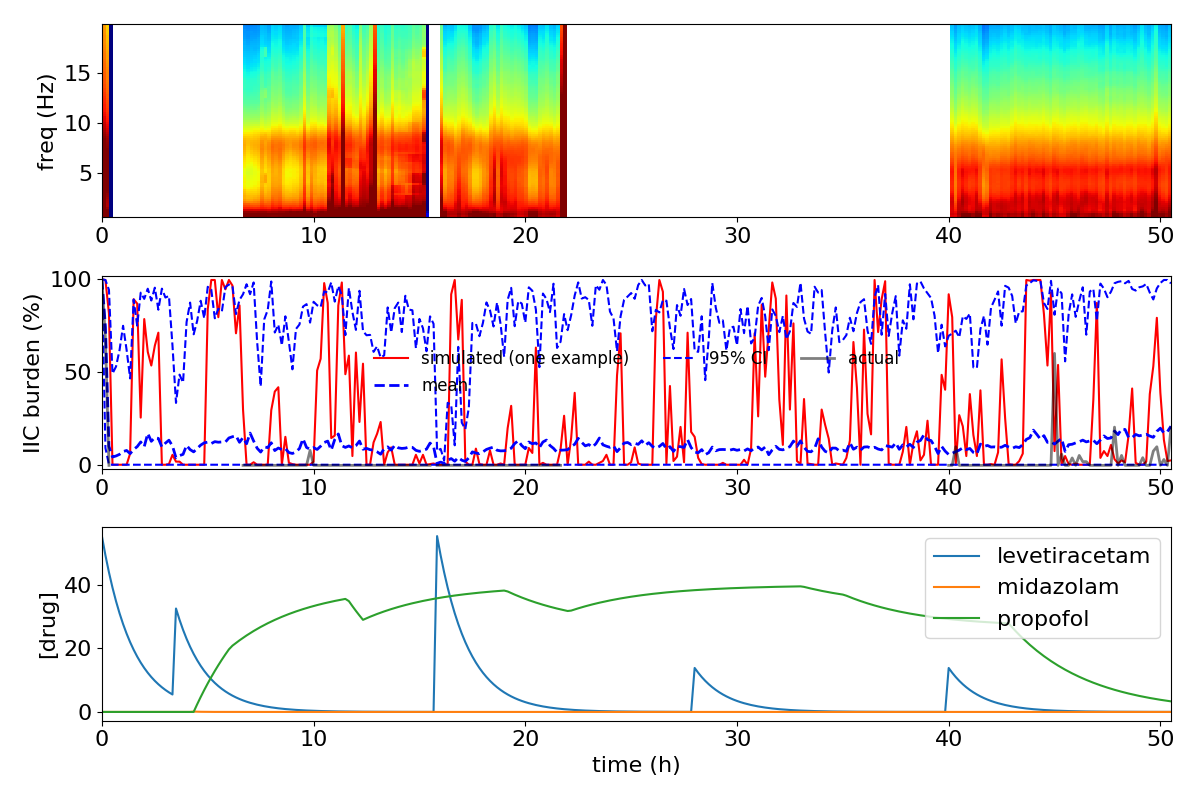 freq (Hz)
15
10
5
0 10 20 30 40 50
IIC burden (%)
100
50
0
simulated (one example) 95% CI actual
mean
0 10 20 30 40 50
[drug]
40
20
0
levetiracetam
midazolam
propofol
0 10 20 30 40 50
time (h)